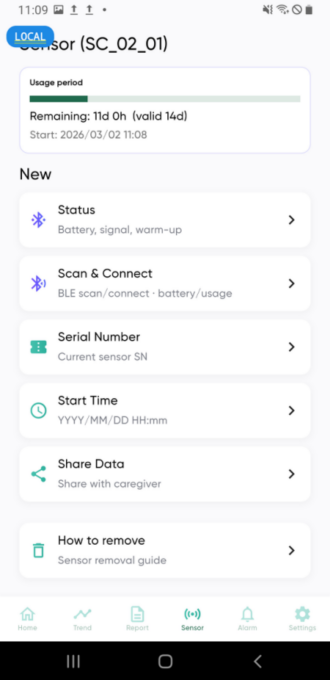 11:09
LOCAL
Sensor (SC_02_01)
Usage period
Remaining: 11d 0h (valid 14d)
Start: 2026/03/02 11:08
New
Status
Battery, signal, warm-up
Scan & Connect
BLE scan/connect · battery/usage
Serial Number
Current sensor SN
Start Time
YYYY/MM/DD HH:mm
Share Data
Share with caregiver
How to remove
Sensor removal guide
Home Trend Report Sensor Alarm Settings